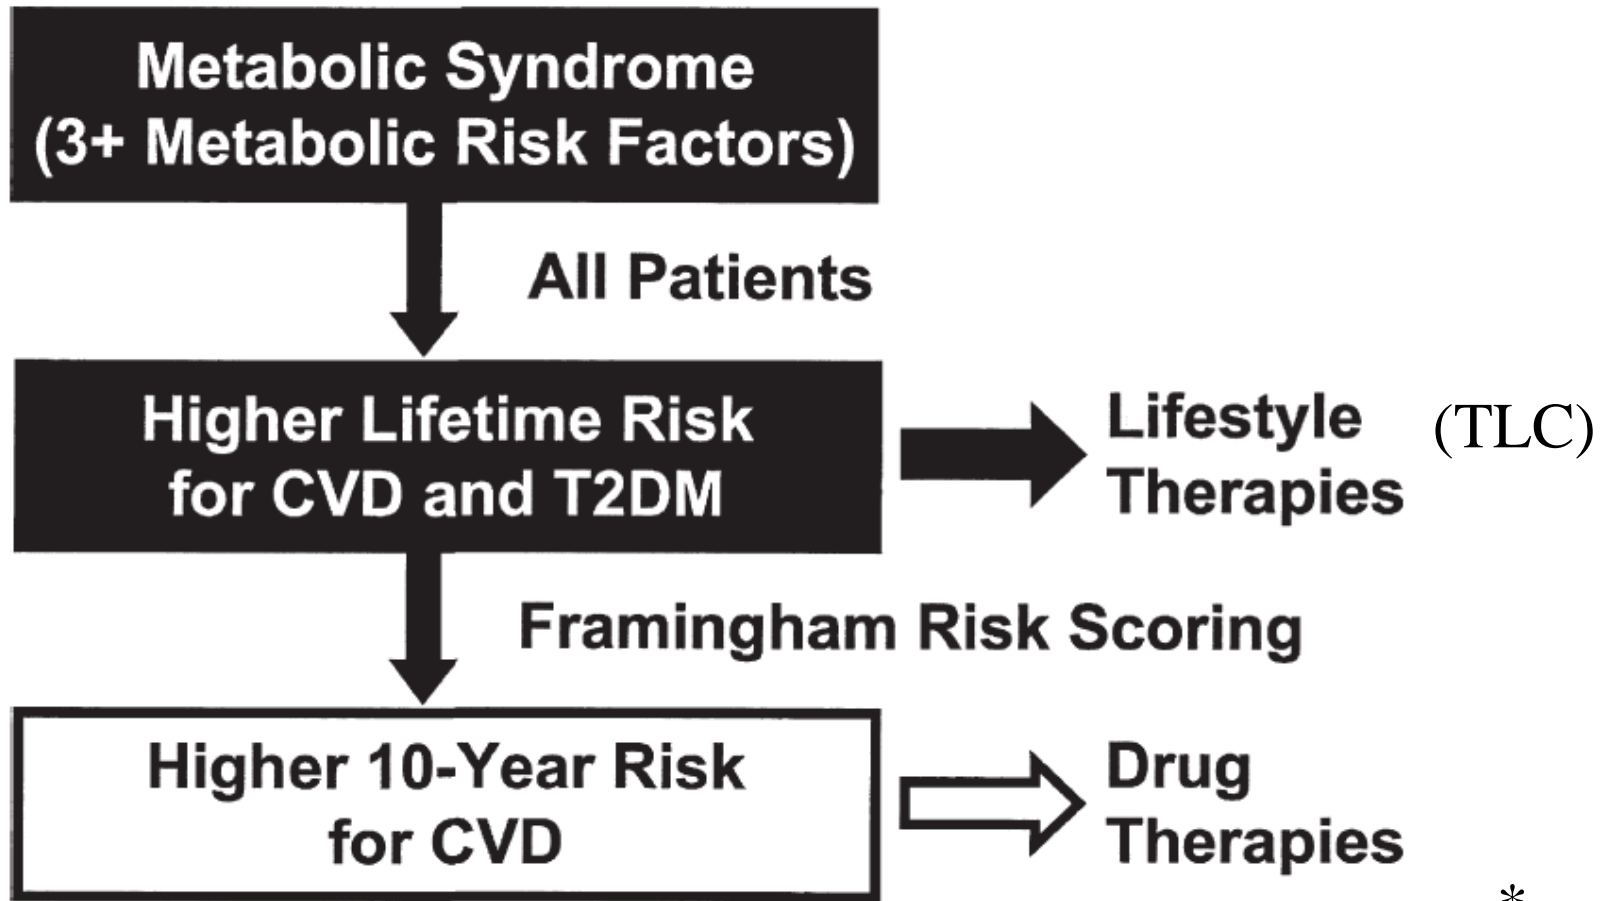 Metabolic Syndrome
(3+ Metabolic Risk Factors)
All Patients
Higher Lifetime Risk
for CVD and T2DM
Lifestyle (TLC)
Therapies
Framingham Risk Scoring
Higher 10-Year Risk
for CVD
Drug
Therapies
*